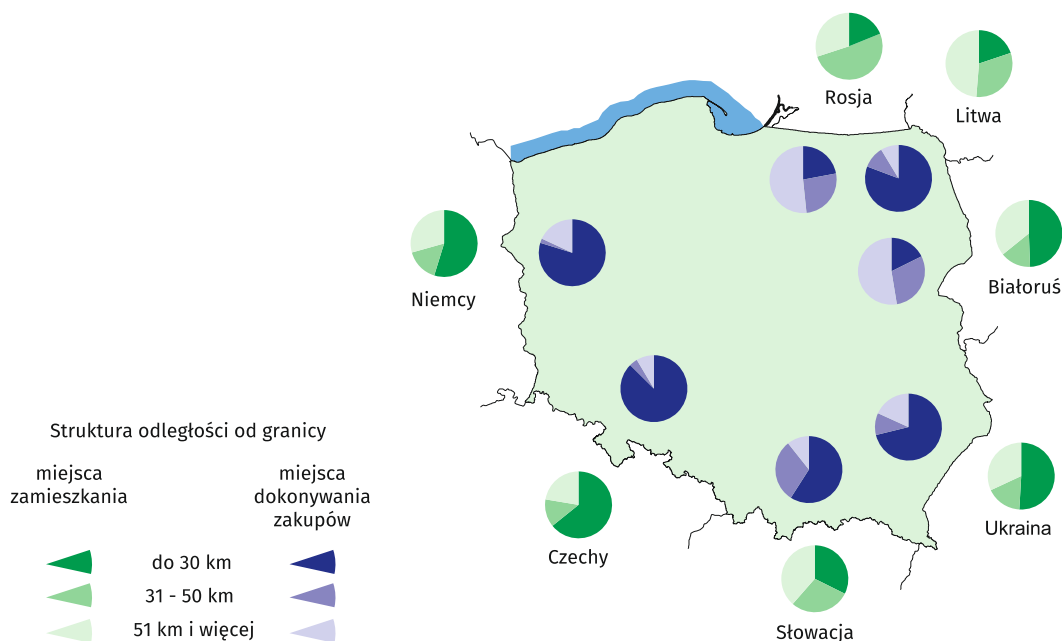 Rosja
Litwa
Niemcy
Białoruś
Czechy
Ukraina
Słowacja
Struktura odległości od granicy
miejsca
zamieszkania
miejsca
dokonywania
zakupów
do 30 km
31 - 50 km
51 km i więcej